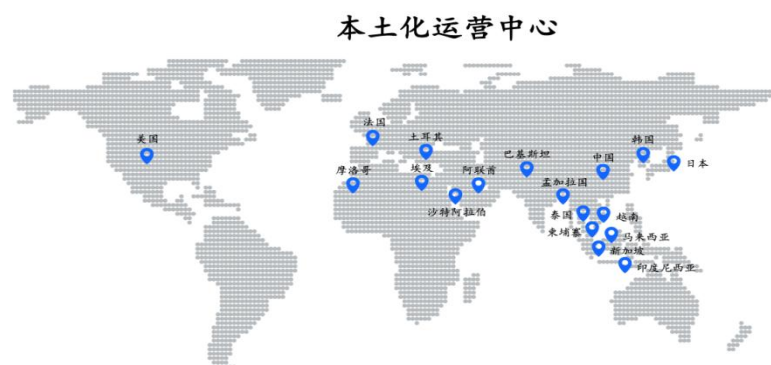 本土化运营中心
法国
美国
土耳其
韩国
巴基斯坦
中国
日本
摩洛哥
埃及
阿联酋
孟加拉国
沙特阿拉伯
泰国
越南
柬埔寨
马来西亚
新加坡
印度尼西亚